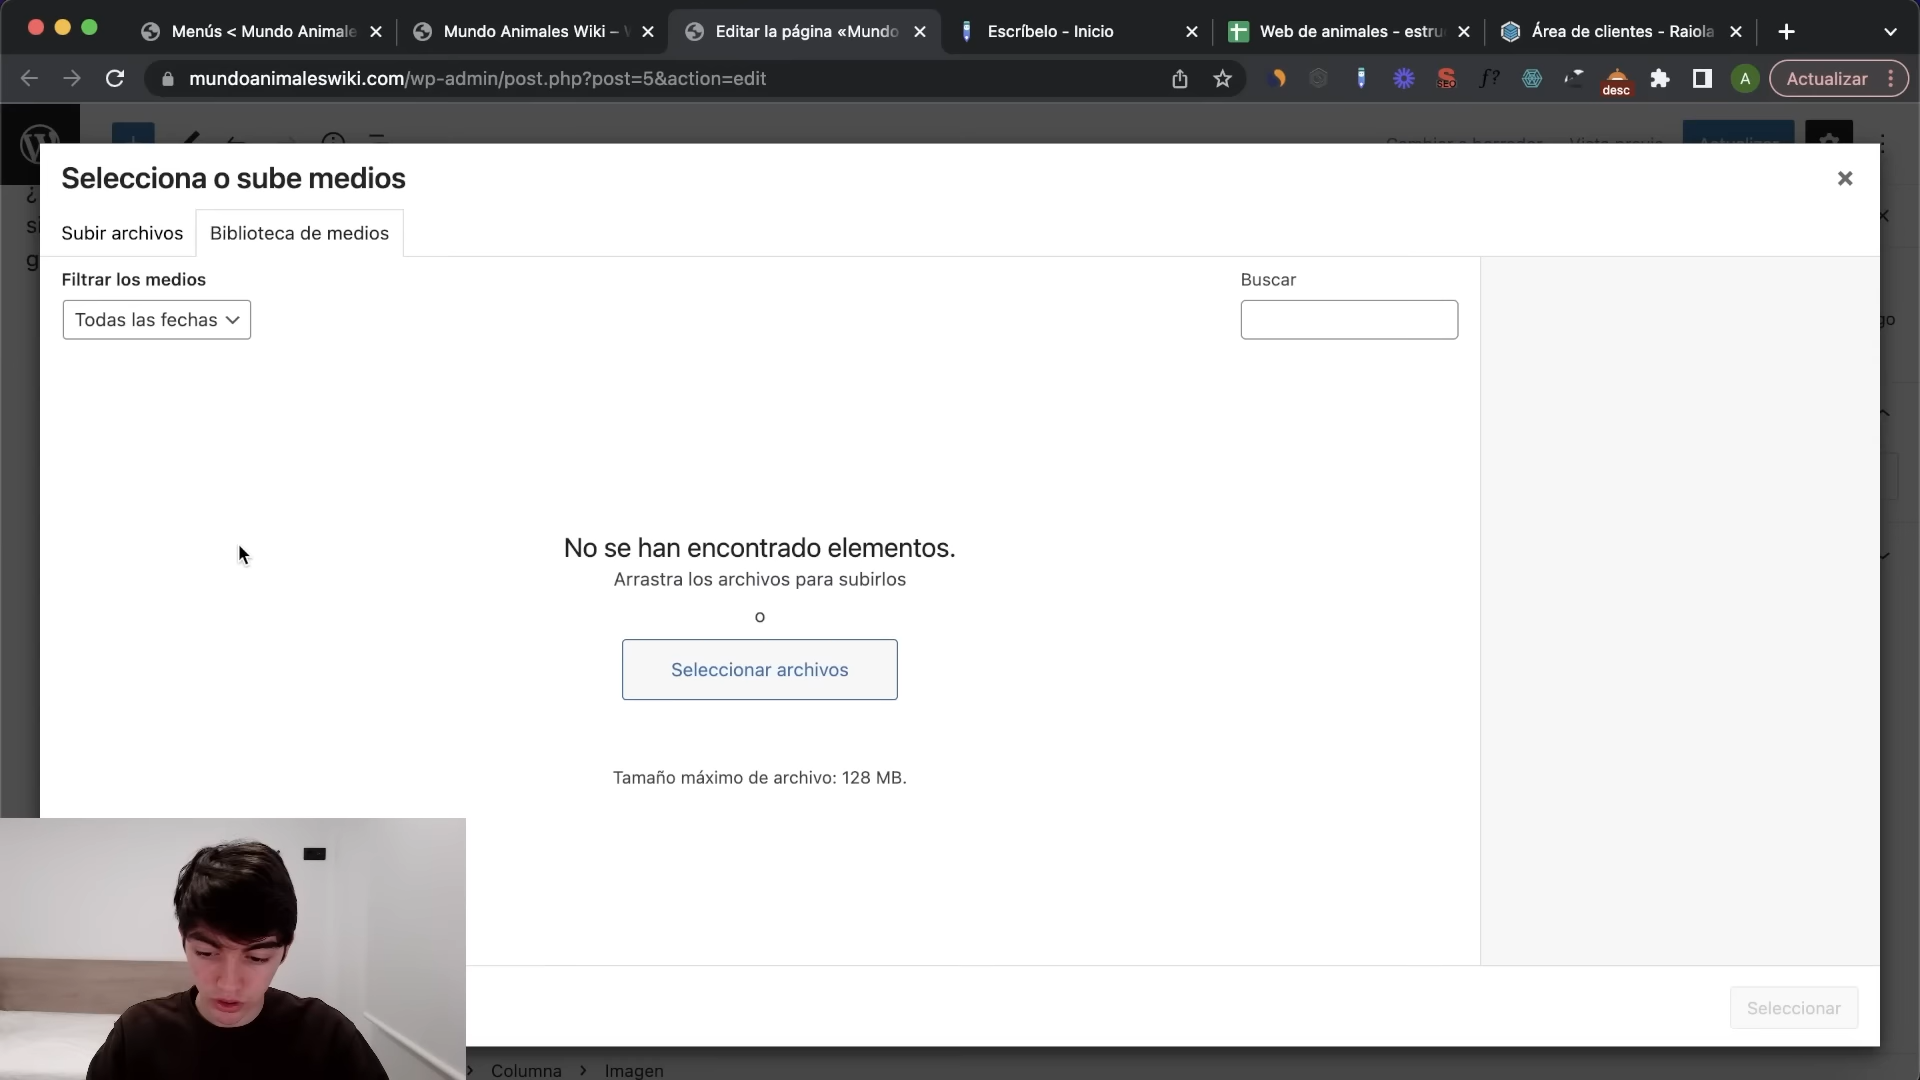 Menús < Mundo Animale
Mundo Animales Wiki –
Editar la página «Mundo
Escríbelo - Inicio
Web de animales - estru
Área de clientes - Raiola
mundoanimaleswiki.com/wp-admin/post.php?post=5&action=edit
SEO
f?
desc
A
Actualizar
Selecciona o sube medios
Subir archivos
Biblioteca de medios
Filtrar los medios
Buscar
Todas las fechas
No se han encontrado elementos.
Arrastra los archivos para subirlos
o
Seleccionar archivos
Tamaño máximo de archivo: 128 MB.
Seleccionar
Columna > Imagen